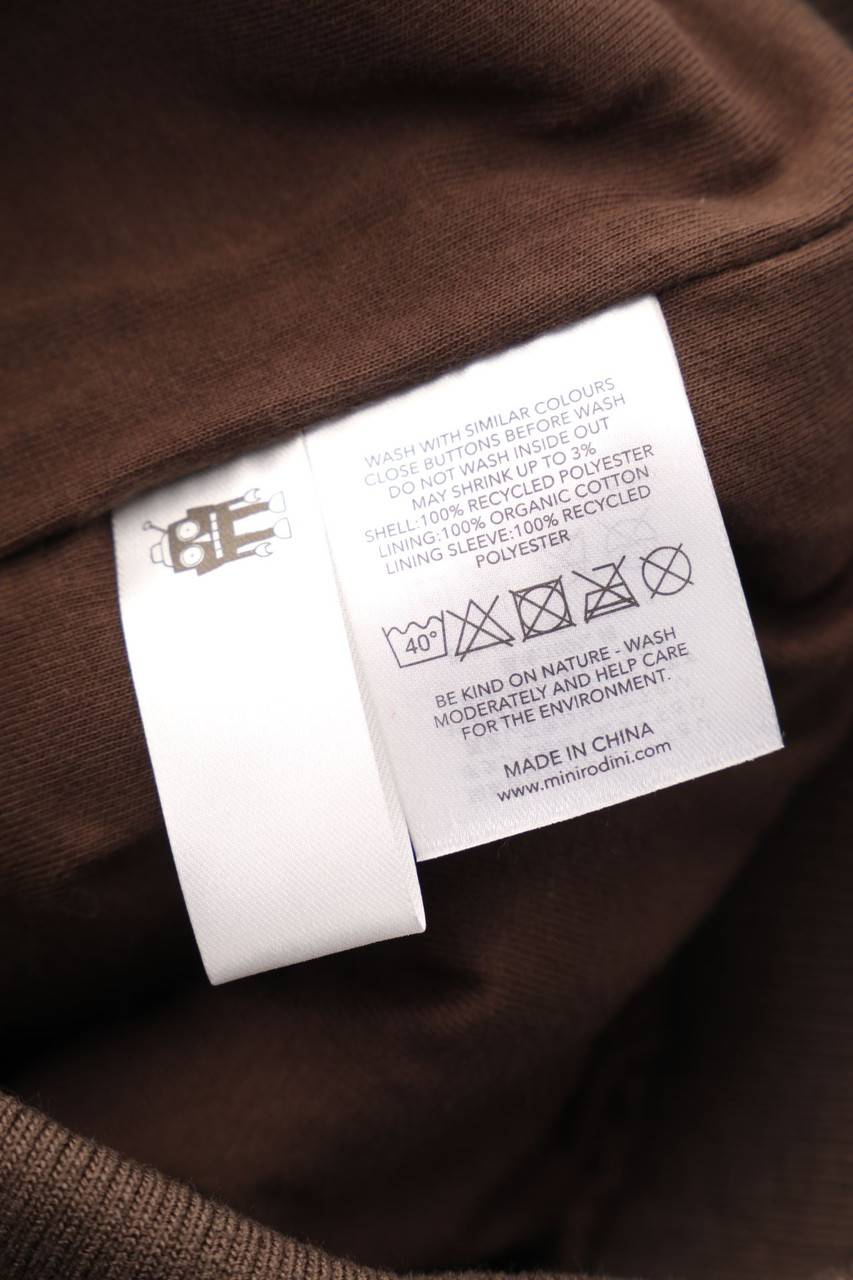 WASH WITH SIMILAR COLOURS
CLOSE BUTTONS BEFORE WASH
DO NOT WASH INSIDE OUT
MAY SHRINK UP TO 3%
SHELL:100% RECYCLED POLYESTER
LINING:100% ORGANIC COTTON
LINING SLEEVE:100% RECYCLED
POLYESTER
40°
BE KIND ON NATURE - WASH
MODERATELY AND HELP CARE
FOR THE ENVIRONMENT.
MADE IN CHINA
www.minirodini.com